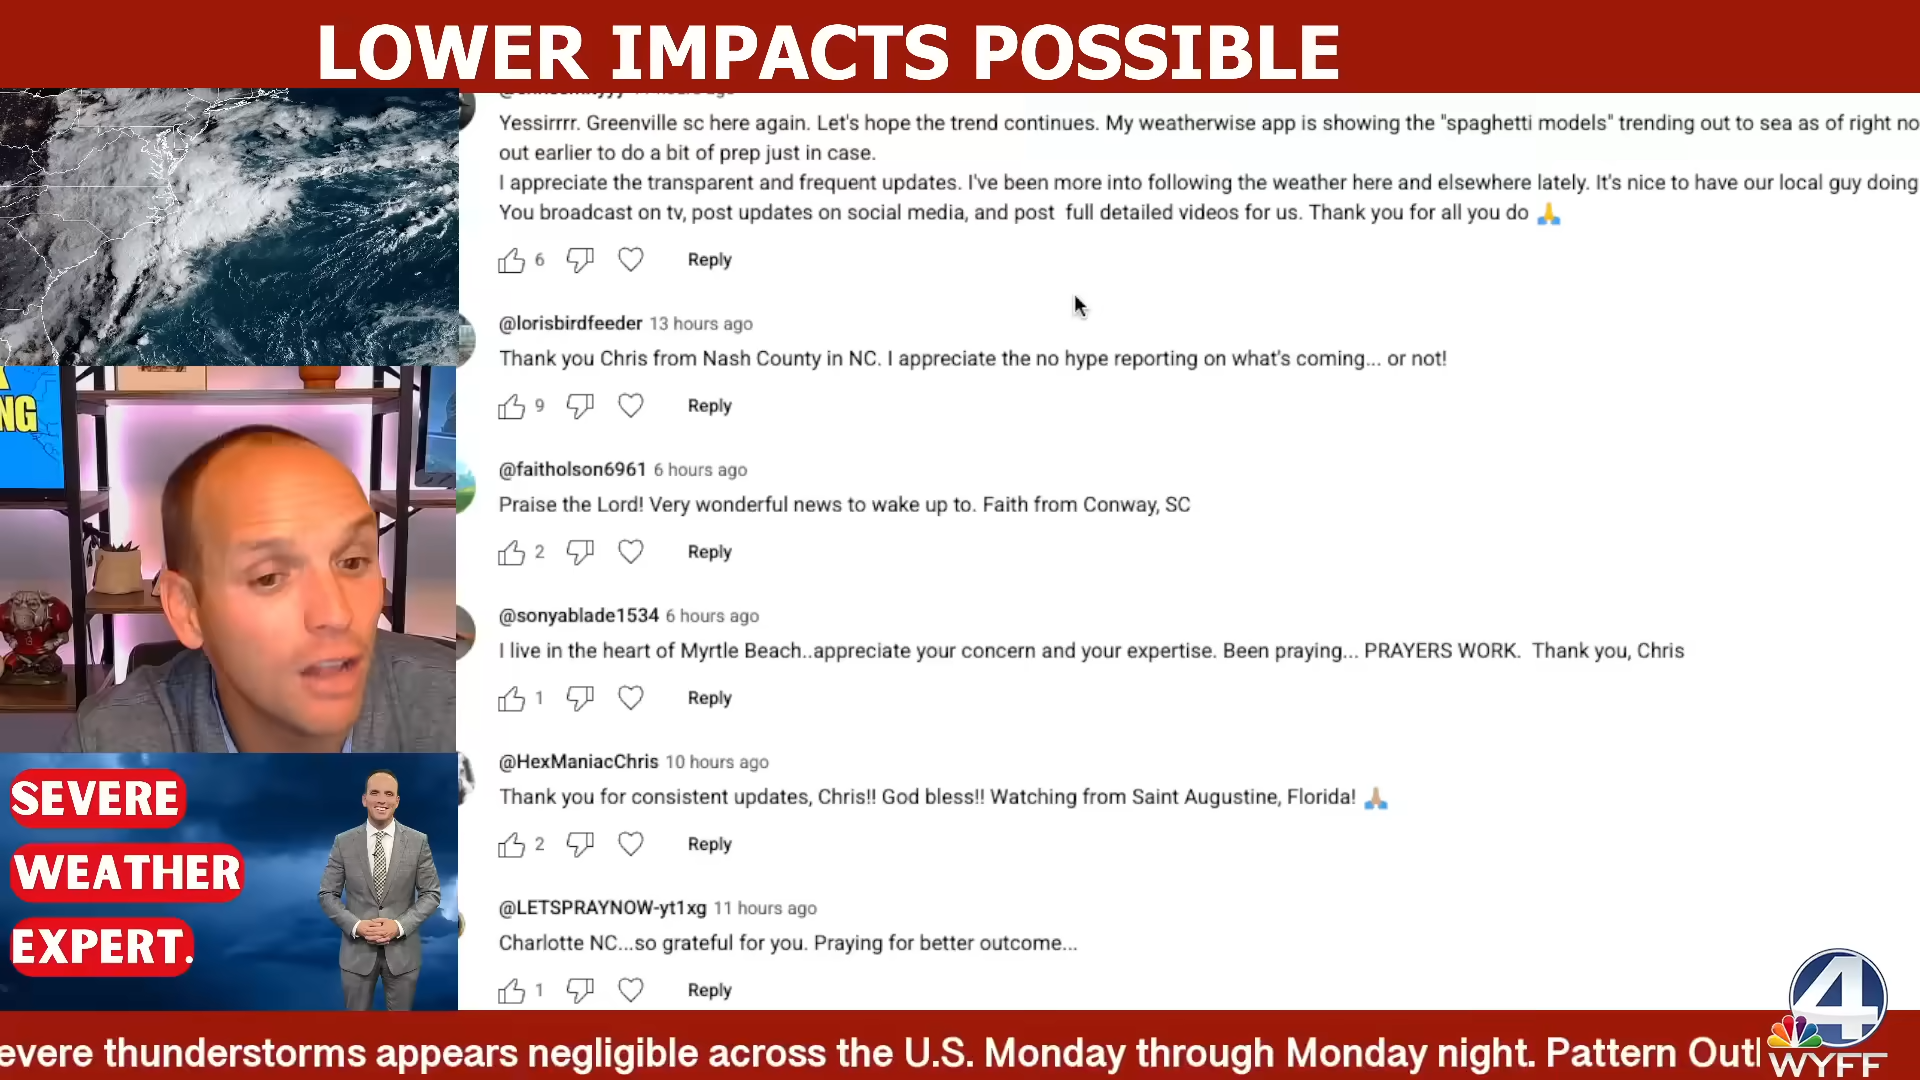 LOWER IMPACTS POSSIBLE
Yessirrrr. Greenville sc here again. Let's hope the trend continues. My weatherwise app is showing the "spaghetti models" trending out to sea as of right no
out earlier to do a bit of prep just in case.
I appreciate the transparent and frequent updates. I've been more into following the weather here and elsewhere lately. It's nice to have our local guy doing
You broadcast on tv, post updates on social media, and post full detailed videos for us. Thank you for all you do 🙏
6 Reply
@lorisbirdfeeder 13 hours ago
Thank you Chris from Nash County in NC. I appreciate the no hype reporting on what's coming... or not!
9 Reply
@faitholson6961 6 hours ago
Praise the Lord! Very wonderful news to wake up to. Faith from Conway, SC
2 Reply
@sonyablade1534 6 hours ago
I live in the heart of Myrtle Beach..appreciate your concern and your expertise. Been praying... PRAYERS WORK. Thank you, Chris
1 Reply
@HexManiacChris 10 hours ago
Thank you for consistent updates, Chris!! God bless!! Watching from Saint Augustine, Florida! 🙏🏼
2 Reply
@LETSPRAYNOW-yt1xg 11 hours ago
Charlotte NC...so grateful for you. Praying for better outcome...
1 Reply
NG
SEVERE
WEATHER
EXPERT.
4
WYFF
evere thunderstorms appears negligible across the U.S. Monday through Monday night. Pattern Outl